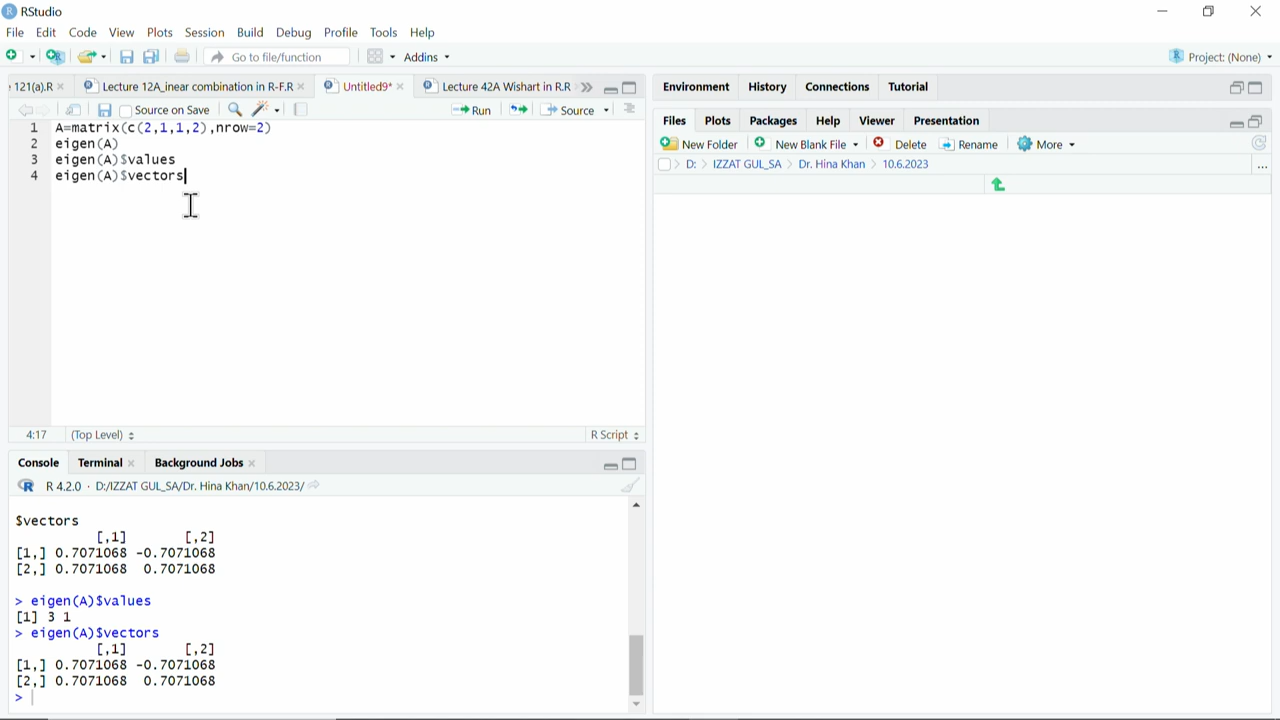 RStudio
File Edit Code View Plots Session Build Debug Profile Tools Help
Go to file/function Addins Project: (None)
121(a).R Lecture 12A_inear combination in R-F.R Untitled9* Lecture 42A Wishart in R.R
Source on Save Run Source
1 A=matrix(c(2,1,1,2),nrow=2)
2 eigen(A)
3 eigen(A)$values
4 eigen(A)$vectors
4:17 (Top Level) R Script
Console Terminal Background Jobs
R 4.2.0 · D:/IZZAT GUL_SA/Dr. Hina Khan/10.6.2023/
$vectors
[,1] [,2]
[1,] 0.7071068 -0.7071068
[2,] 0.7071068 0.7071068
> eigen(A)$values
[1] 3 1
> eigen(A)$vectors
[,1] [,2]
[1,] 0.7071068 -0.7071068
[2,] 0.7071068 0.7071068
>
Environment History Connections Tutorial
Files Plots Packages Help Viewer Presentation
New Folder New Blank File Delete Rename More
D: > IZZAT GUL_SA > Dr. Hina Khan > 10.6.2023 ...